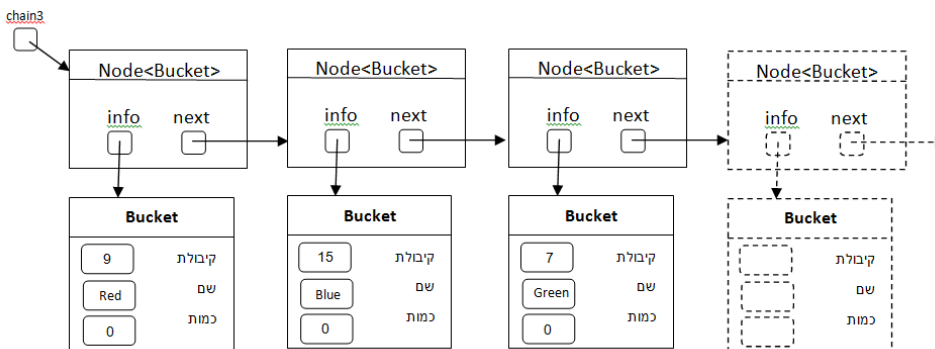 chain3
Node<Bucket> Node<Bucket> Node<Bucket> Node<Bucket>
info next info next info next info next
Bucket Bucket Bucket Bucket
9 קיבולת 15 קיבולת 7 קיבולת קיבולת
Red שם Blue שם Green שם שם
0 כמות 0 כמות 0 כמות כמות